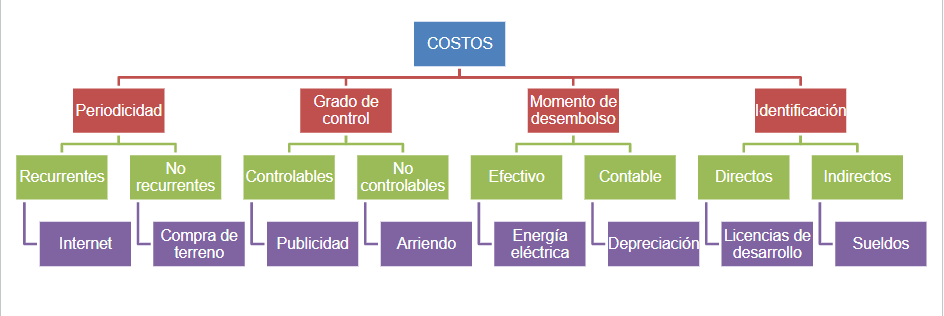 COSTOS
Periodicidad
Grado de
control
Momento de
desembolso
Identificación
Recurrentes
No
recurrentes
Controlables
No
controlables
Efectivo
Contable
Directos
Indirectos
Internet
Compra de
terreno
Publicidad
Arriendo
Energía
eléctrica
Depreciación
Licencias de
desarrollo
Sueldos